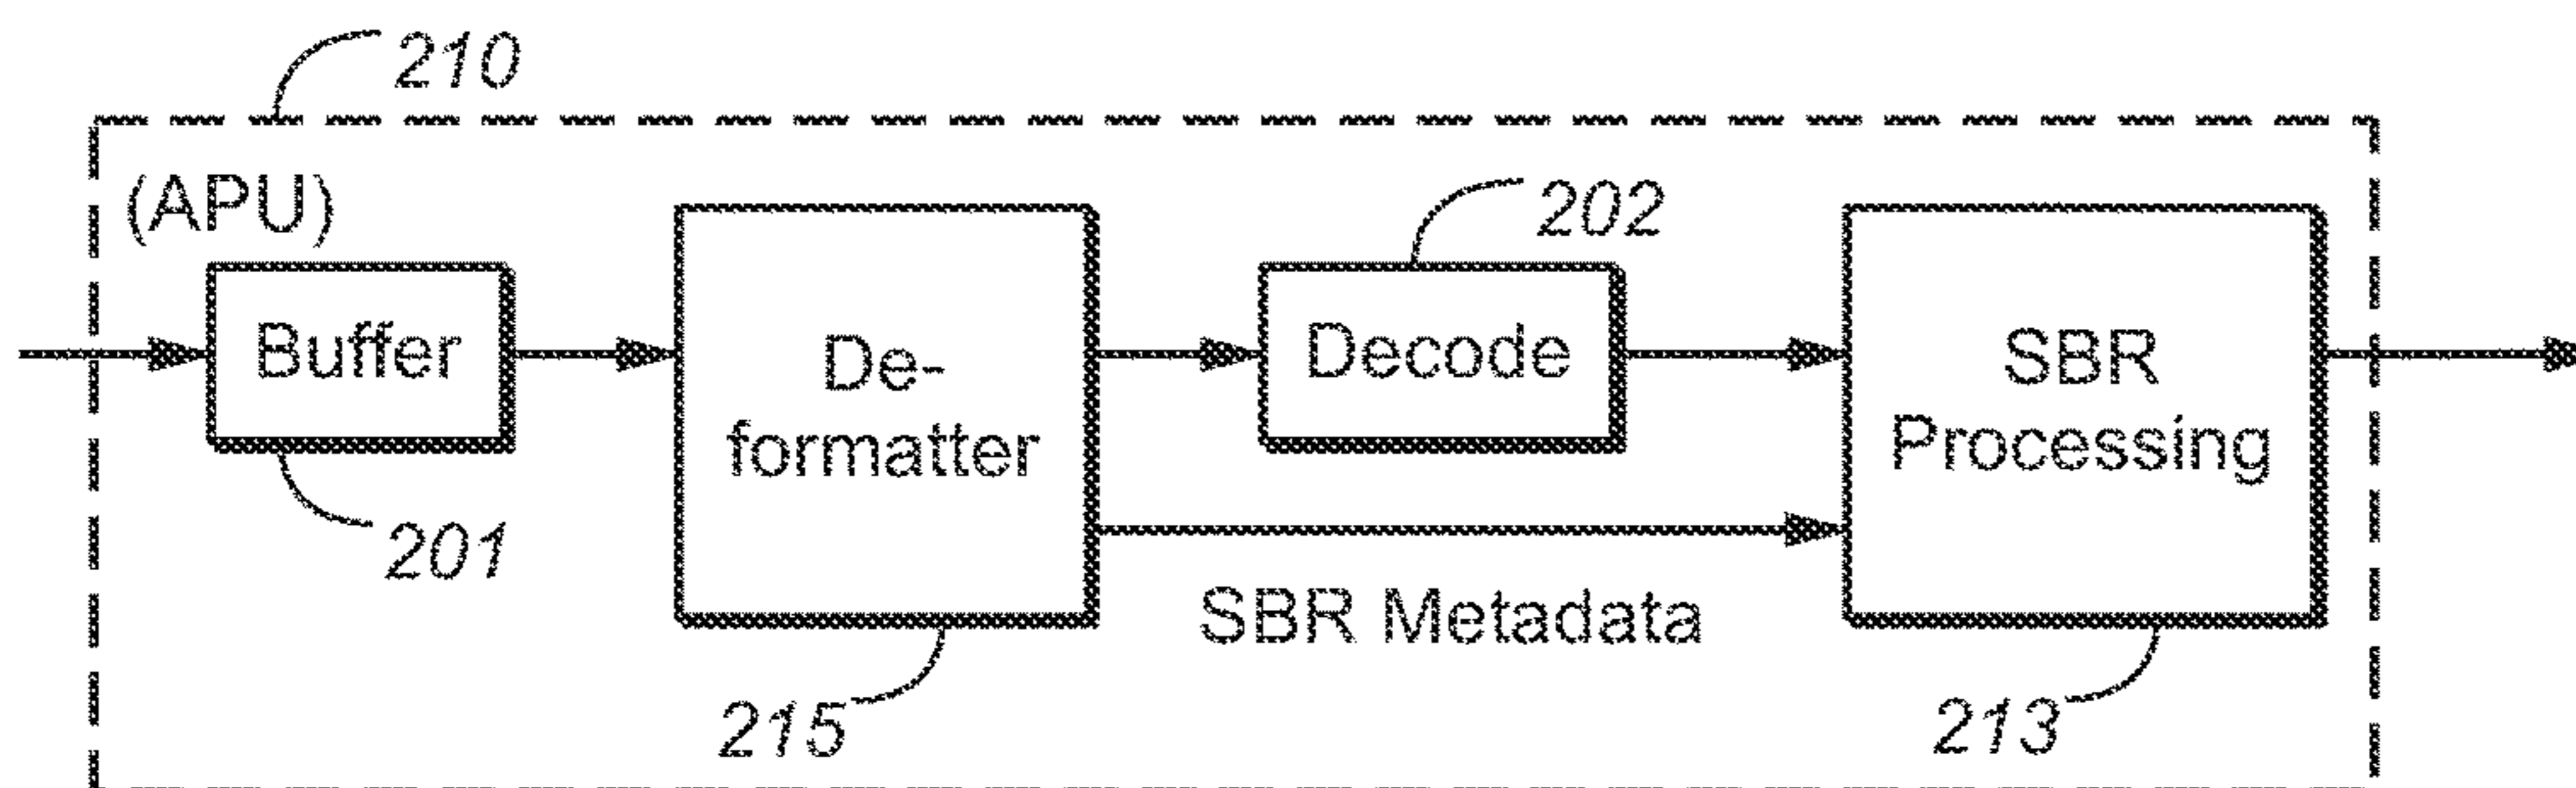 210
(APU)
202
Buffer
De-
formatter
Decode
SBR
Processing
201
SBR Metadata
215
213